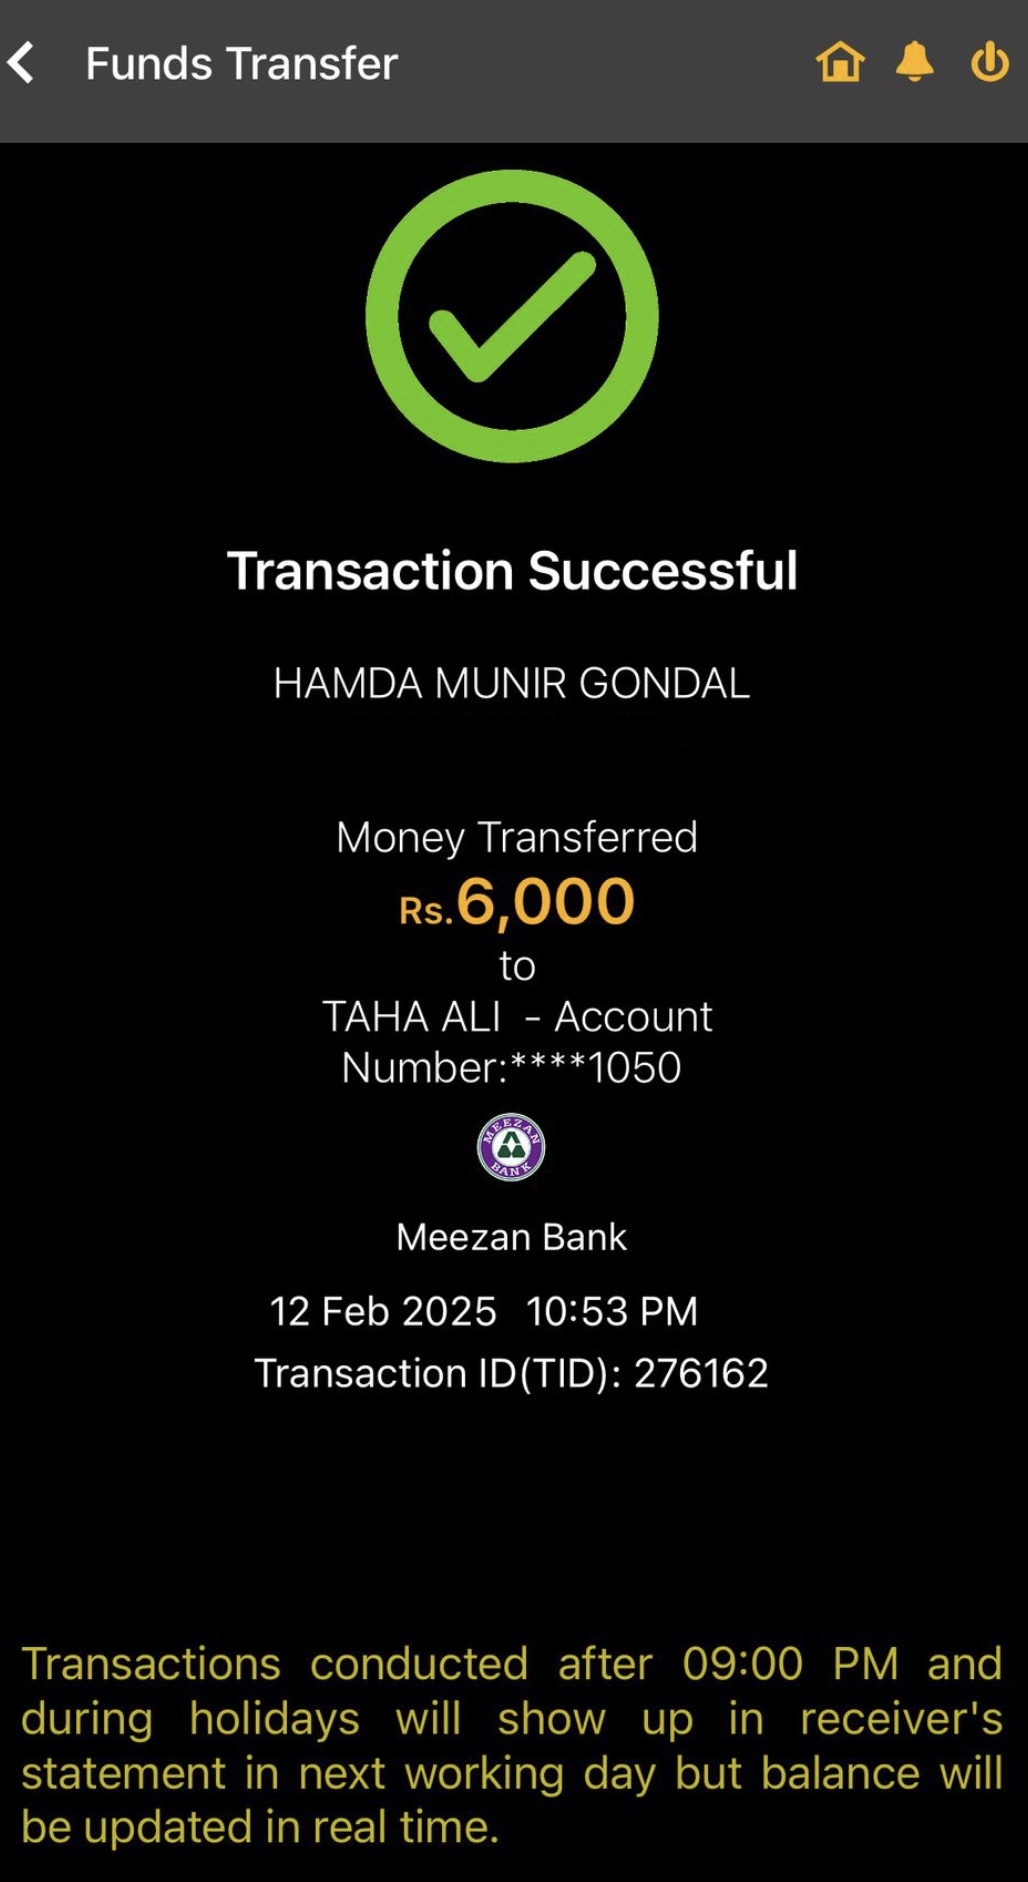 Funds Transfer
Transaction Successful
HAMDA MUNIR GONDAL
Money Transferred
Rs.6,000
to
TAHA ALI - Account
Number:****1050
MEEZAN
BANK
Meezan Bank
12 Feb 2025 10:53 PM
Transaction ID(TID): 276162
Transactions conducted after 09:00 PM and
during holidays will show up in receiver's
statement in next working day but balance will
be updated in real time.